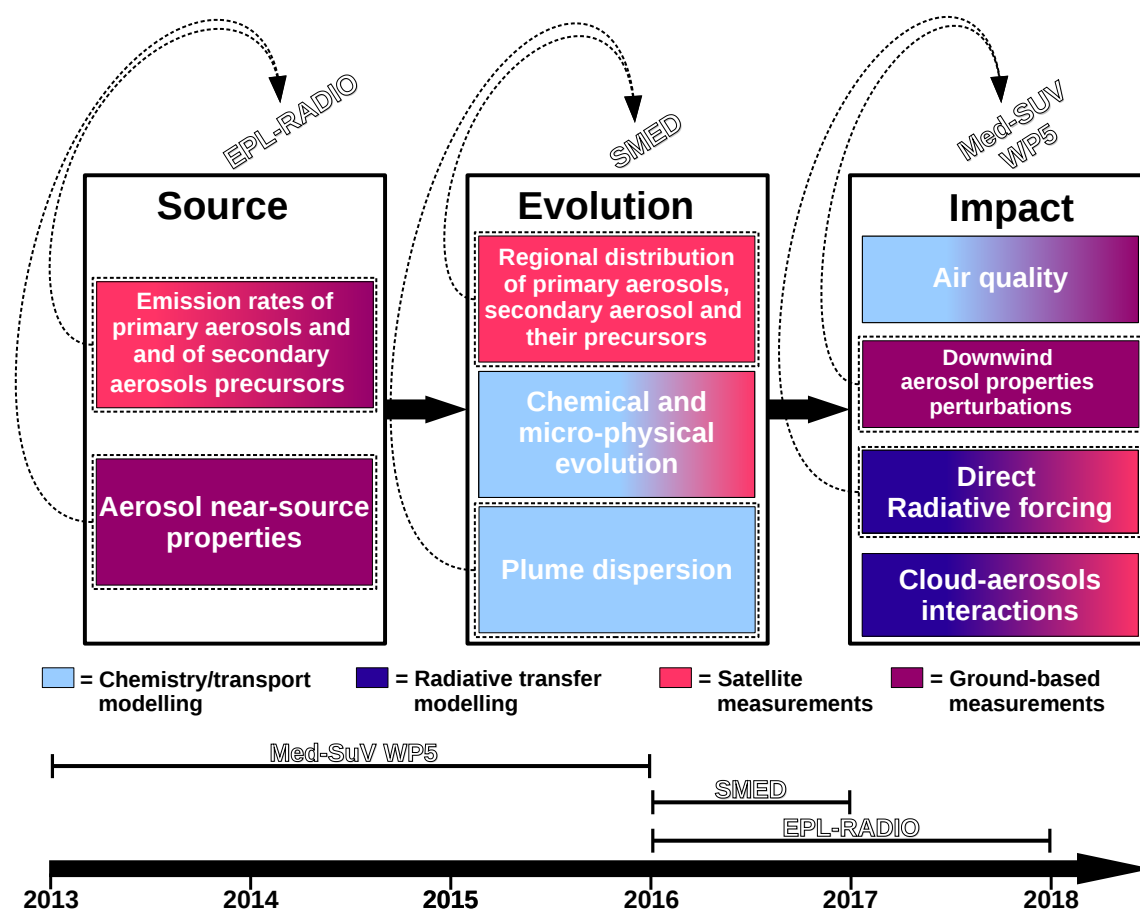 EPL-RADIO
SMED
Med-SUV
WP5
Source
Emission rates of
primary aerosols and
and of secondary
aerosols precursors
Aerosol near-source
properties
Evolution
Regional distribution
of primary aerosols,
secondary aerosol and
their precursors
Chemical and
micro-physical
evolution
Plume dispersion
Impact
Air quality
Downwind
aerosol properties
perturbations
Direct
Radiative forcing
Cloud-aerosols
interactions
= Chemistry/transport
modelling
= Radiative transfer
modelling
= Satellite
measurements
= Ground-based
measurements
Med-SuV WP5
SMED
EPL-RADIO
2013 2014 2015 2016 2017 2018